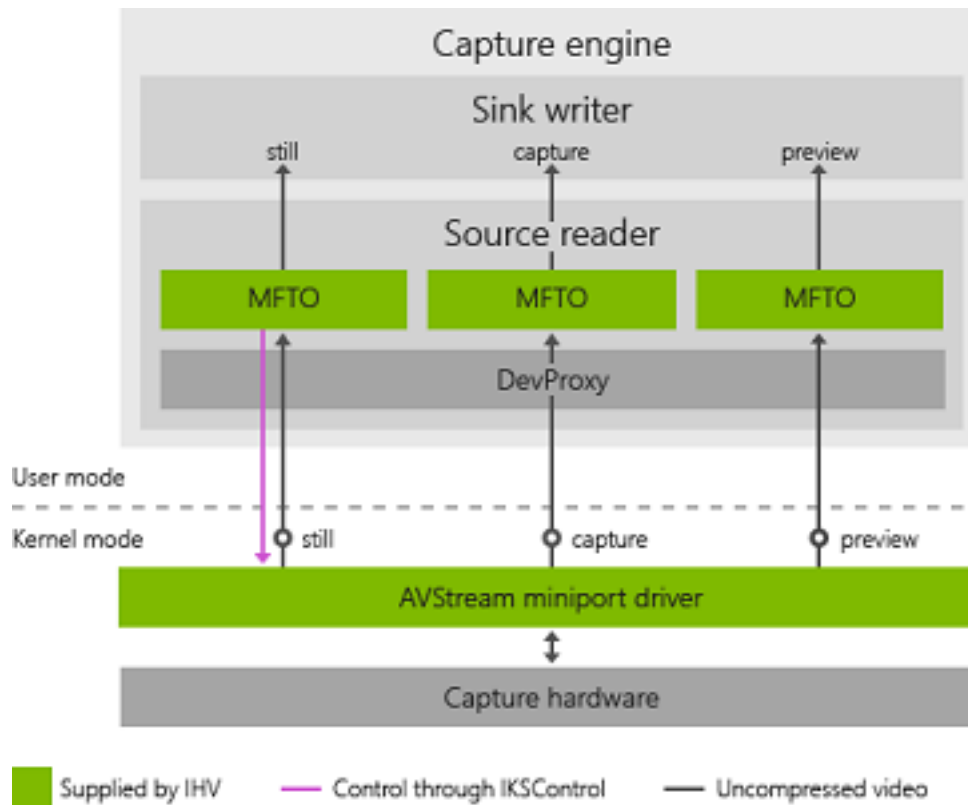 Capture engine
Sink writer
still
capture
preview
Source reader
MFTO
MFTO
MFTO
DevProxy
User mode
Kernel mode
still
capture
preview
AVStream miniport driver
Capture hardware
Supplied by IHV
Control through IKSControl
Uncompressed video